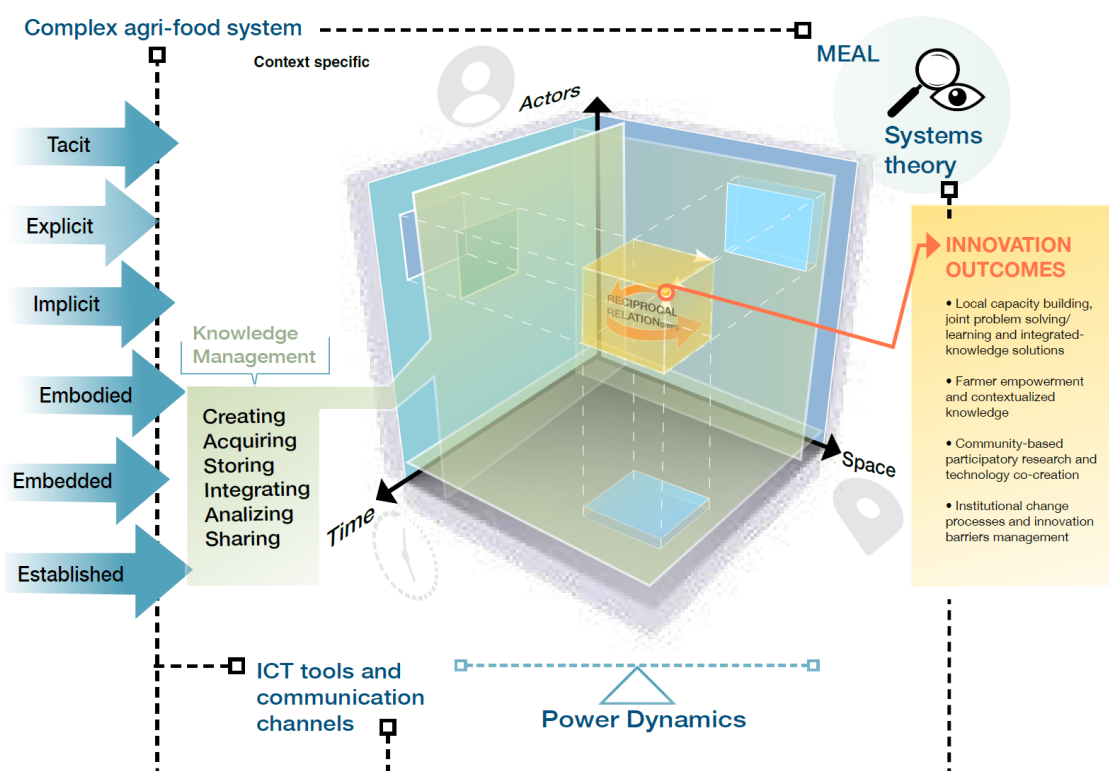 Complex agri-food system
Context specific
MEAL
Actors
Systems
theory
Tacit
Explicit
Implicit
Embodied
Embedded
Established
Knowledge
Management
Creating
Acquiring
Storing
Integrating
Analizing
Sharing
RECIPROCAL
RELATIONSHIPS
Time
Space
INNOVATION
OUTCOMES
• Local capacity building,
joint problem solving/
learning and integrated-
knowledge solutions
• Farmer empowerment
and contextualized
knowledge
• Community-based
participatory research and
technology co-creation
• Institutional change
processes and innovation
barriers management
ICT tools and
communication
channels
Power Dynamics